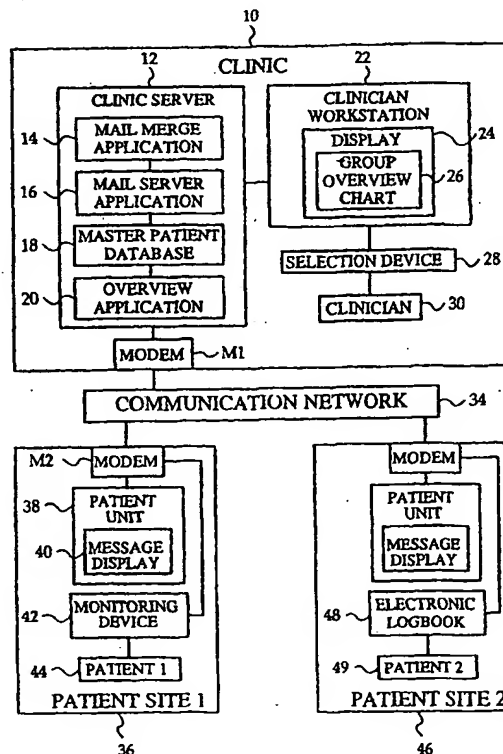 10
CLINIC
12
22
CLINIC SERVER
14
MAIL MERGE
APPLICATION
16
MAIL SERVER
APPLICATION
18
MASTER PATIENT
DATABASE
20
OVERVIEW
APPLICATION
MODEM
M1
CLINICIAN
WORKSTATION
DISPLAY
24
GROUP
OVERVIEW
CHART
26
SELECTION DEVICE
28
CLINICIAN
30
COMMUNICATION NETWORK
34
M2
MODEM
38
PATIENT
UNIT
40
MESSAGE
DISPLAY
42
MONITORING
DEVICE
44
PATIENT 1
PATIENT SITE 1
36
MODEM
PATIENT
UNIT
MESSAGE
DISPLAY
48
ELECTRONIC
LOGBOOK
49
PATIENT 2
PATIENT SITE 2
46